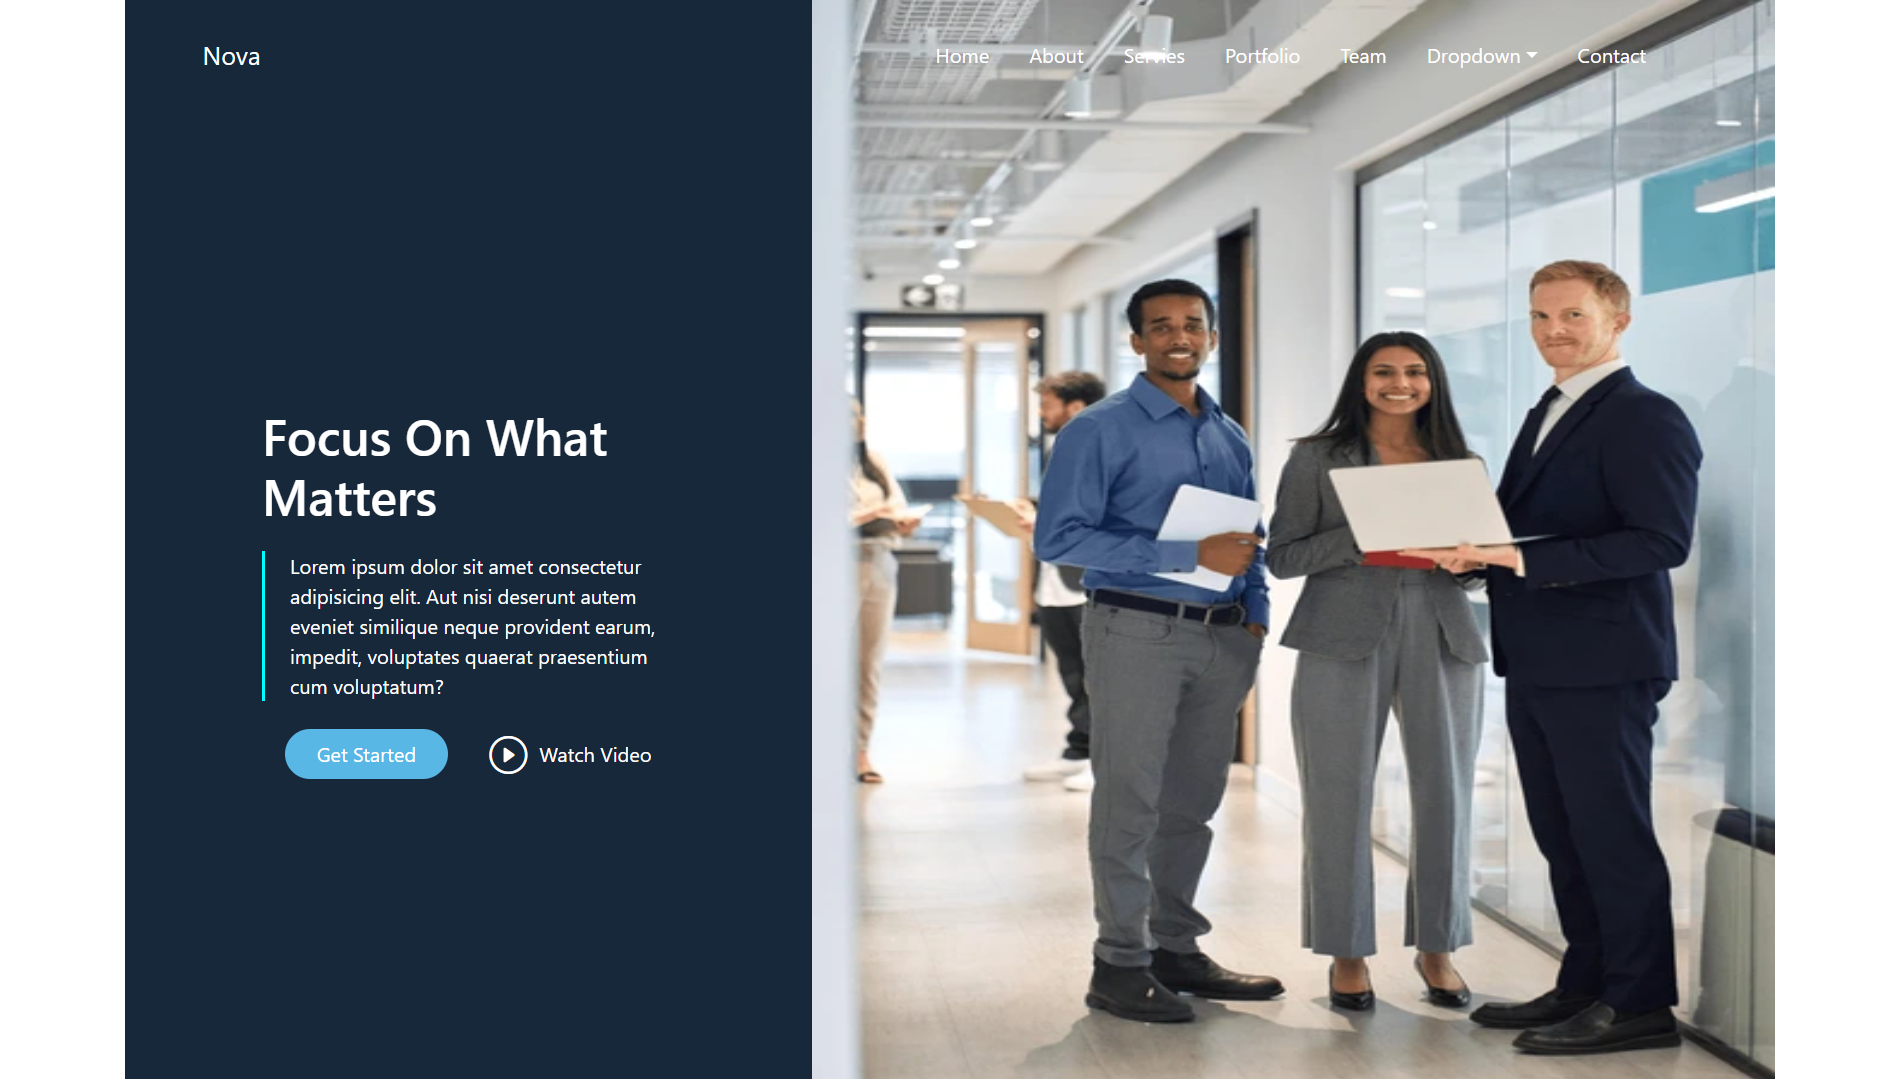 Nova
Home About Servies Portfolio Team Dropdown Contact
Focus On What
Matters
Lorem ipsum dolor sit amet consectetur
adipisicing elit. Aut nisi deserunt autem
eveniet similique neque provident earum,
impedit, voluptates quaerat praesentium
cum voluptatum?
Get Started Watch Video